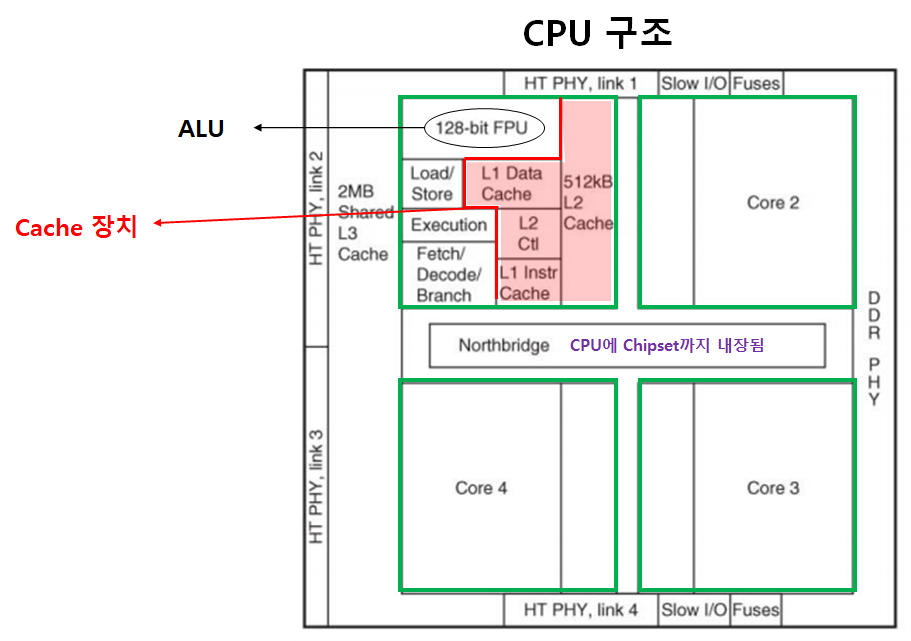 CPU 구조
HT PHY, link 1
Slow I/O
Fuses
ALU
128-bit FPU
HT PHY, link 2
2MB
Shared
L3
Cache
Load/
Store
L1 Data
Cache
512kB
L2
Cache
Core 2
Cache 장치
Execution
L2
Ctl
Fetch/
Decode/
Branch
L1 Instr
Cache
Northbridge
CPU에 Chipset까지 내장됨
DDR PHY
HT PHY, link 3
Core 4
Core 3
HT PHY, link 4
Slow I/O
Fuses